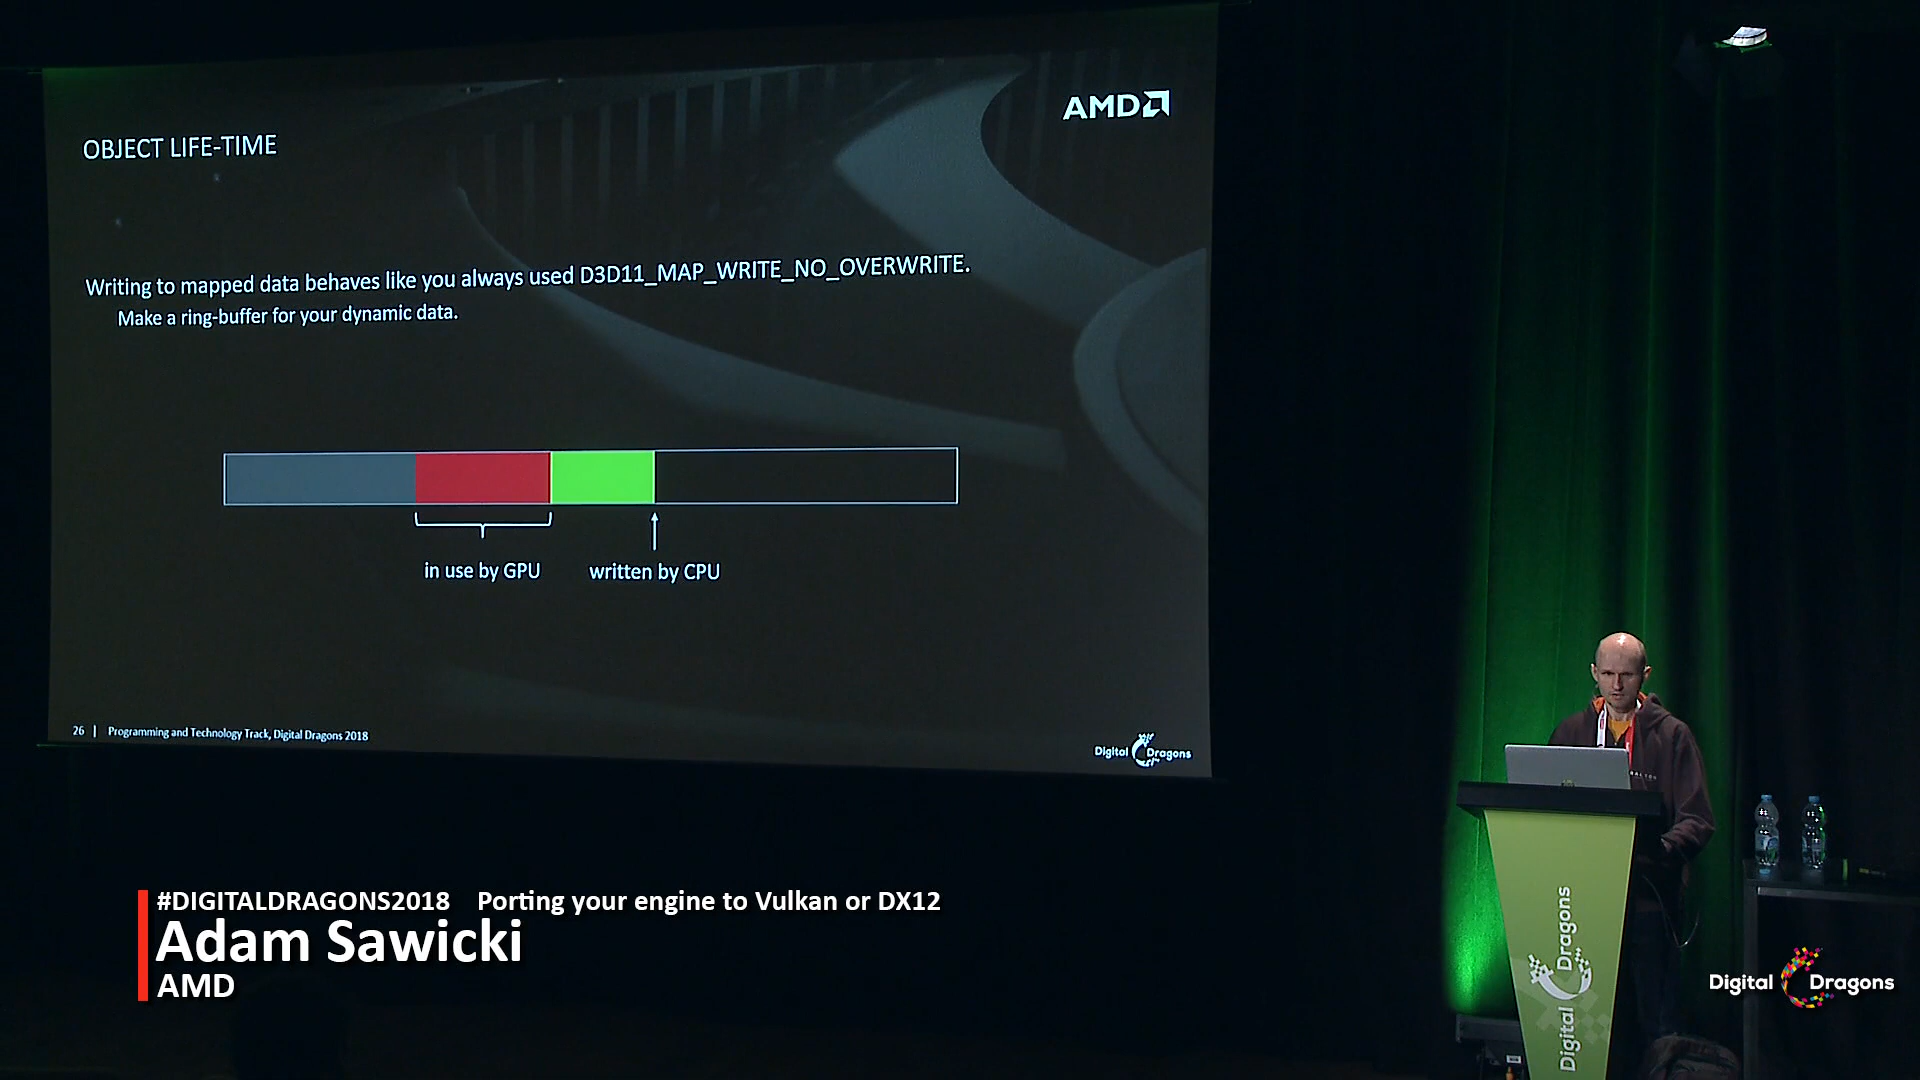 AMD
OBJECT LIFE-TIME
Writing to mapped data behaves like you always used D3D11_MAP_WRITE_NO_OVERWRITE.
Make a ring-buffer for your dynamic data.
in use by GPU
written by CPU
26 | Programming and Technology Track, Digital Dragons 2018
Digital Dragons
#DIGITALDRAGONS2018 Porting your engine to Vulkan or DX12
Adam Sawicki
AMD
Digital Dragons
Digital Dragons